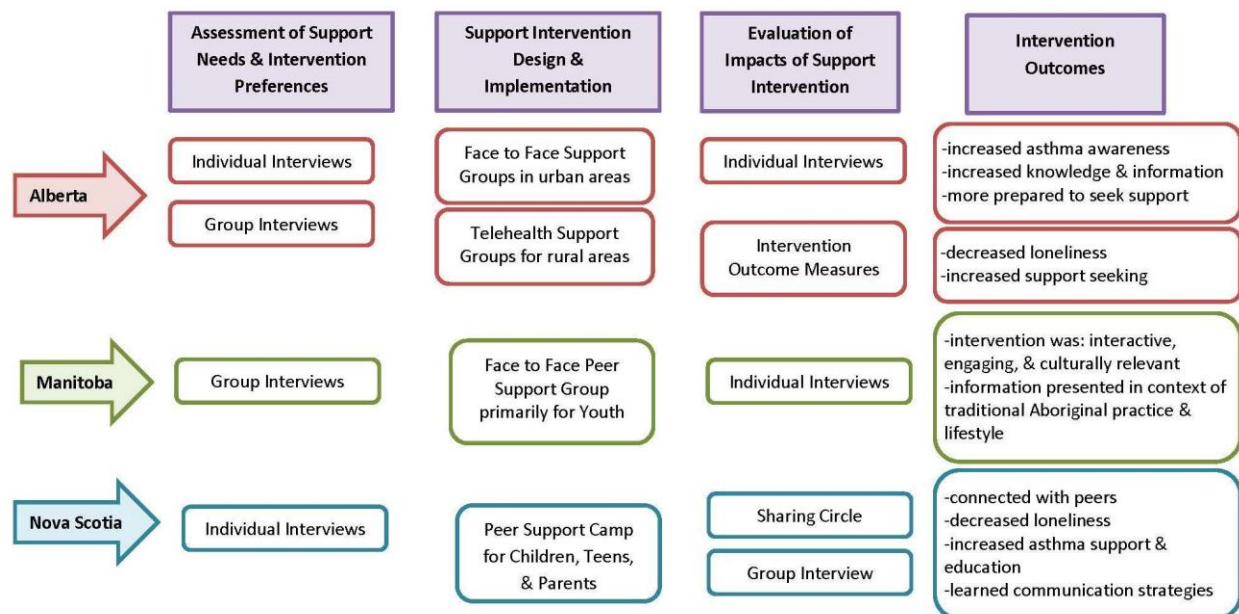 Assessment of Support
Needs & Intervention
Preferences
Support Intervention
Design &
Implementation
Evaluation of
Impacts of Support
Intervention
Intervention
Outcomes
Alberta
Individual Interviews
Group Interviews
Face to Face Support
Groups in urban areas
Telehealth Support
Groups for rural areas
Individual Interviews
Intervention
Outcome Measures
-increased asthma awareness
-increased knowledge & information
-more prepared to seek support
-decreased loneliness
-increased support seeking
Manitoba
Group Interviews
Face to Face Peer
Support Group
primarily for Youth
Individual Interviews
-intervention was: interactive,
engaging, & culturally relevant
-information presented in context of
traditional Aboriginal practice &
lifestyle
Nova Scotia
Individual Interviews
Peer Support Camp
for Children, Teens,
& Parents
Sharing Circle
Group Interview
-connected with peers
-decreased loneliness
-increased asthma support &
education
-learned communication strategies